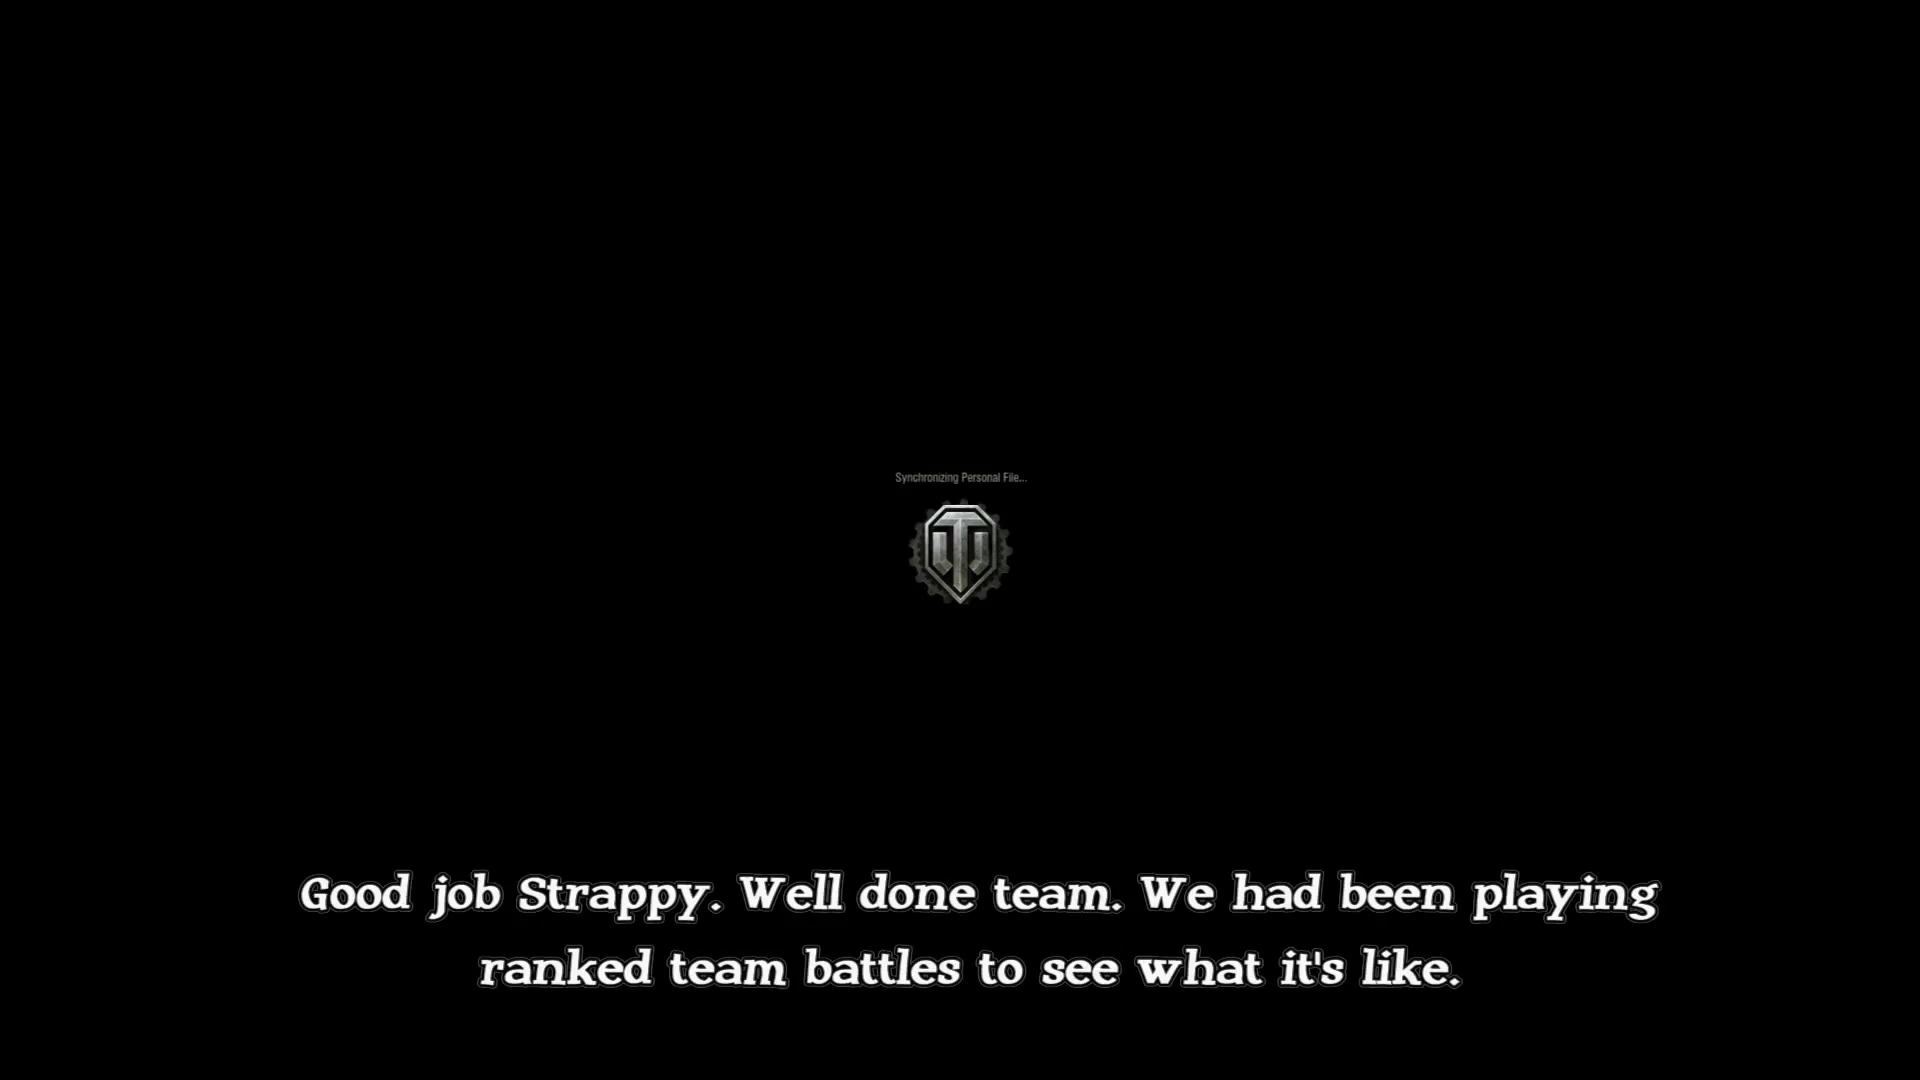 Synchronizing Personal File...
Good job Strappy. Well done team. We had been playing
ranked team battles to see what it's like.